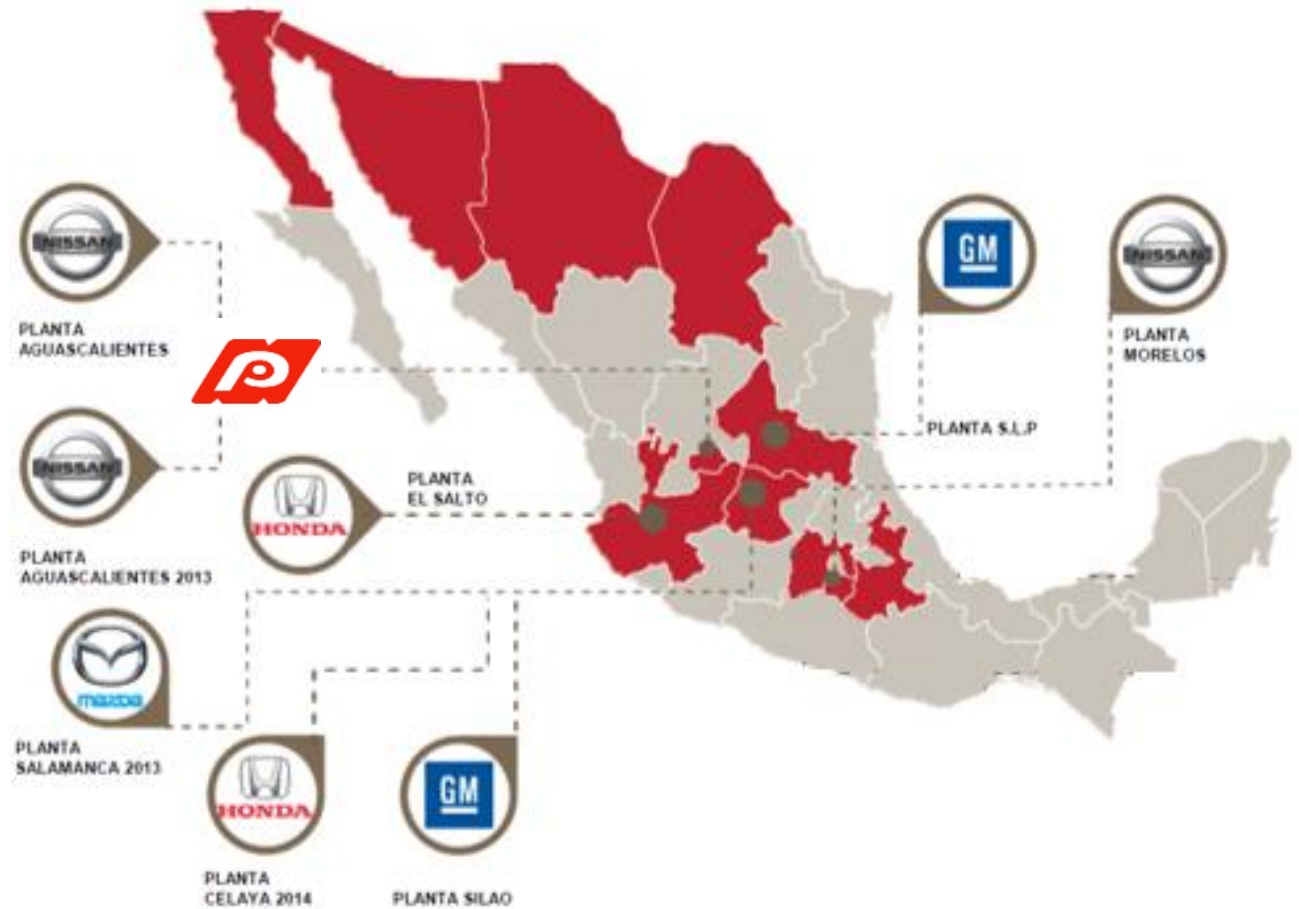 NISSAN
PLANTA
AGUASCALIENTES
P
NISSAN
PLANTA
AGUASCALIENTES 2013
HONDA
PLANTA
EL SALTO
GM
PLANTA S.L.P
NISSAN
PLANTA
MORELOS
mazda
PLANTA
SALAMANCA 2013
HONDA
PLANTA
CELAYA 2014
GM
PLANTA SILAO